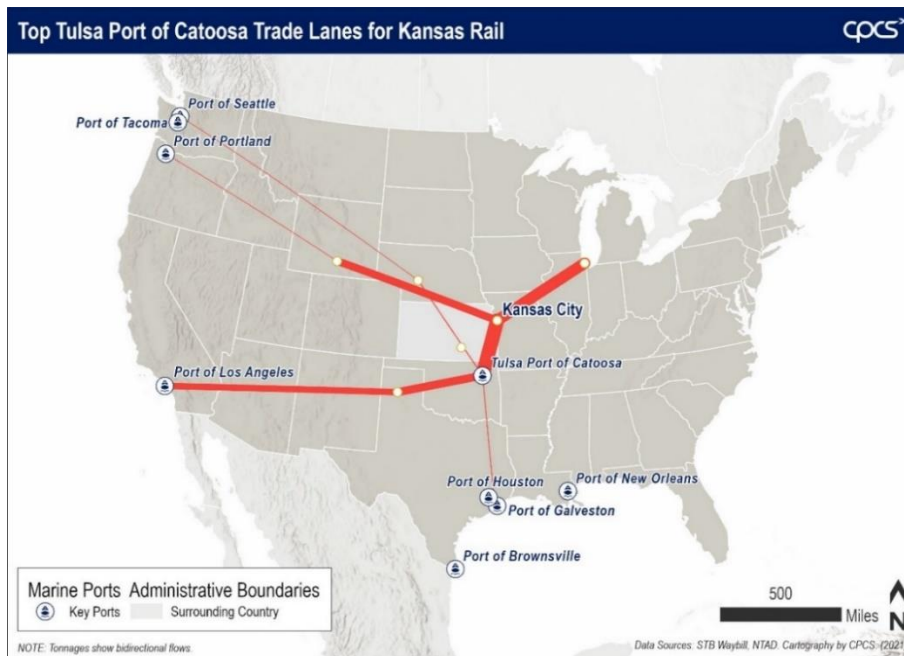 Top Tulsa Port of Catoosa Trade Lanes for Kansas Rail
cpcs
Port of Seattle
Port of Tacoma
Port of Portland
Kansas City
Tulsa Port of Catoosa
Port of Los Angeles
Port of Houston
Port of New Orleans
Port of Galveston
Port of Brownsville
Marine Ports Administrative Boundaries
Key Ports Surrounding Country
500
Miles
N
NOTE: Tonnages show bidirectional flows.
Data Sources: STB Waybill, NTAD. Cartography by CPCS. (2021